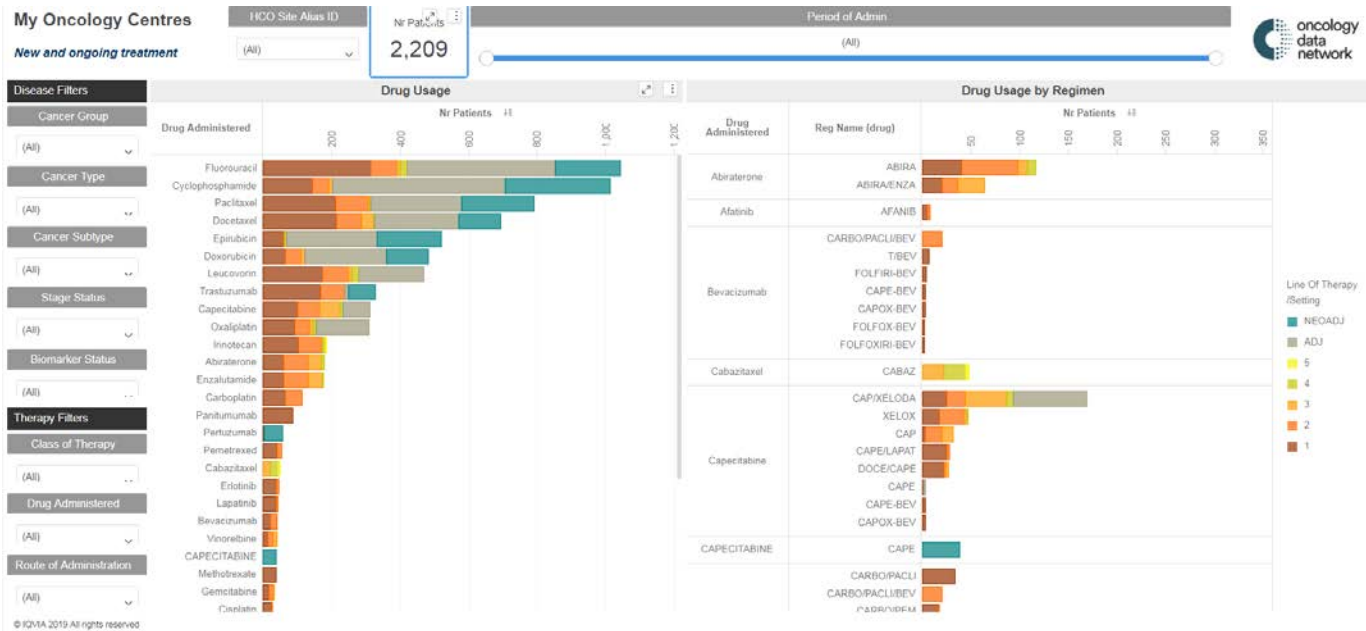 My Oncology Centres
New and ongoing treatment
HCO Site Alias ID
(All)
Nr Patients
2,209
Period of Admin
(All)
oncology
data
network
Disease Filters
Cancer Group
(All)
Cancer Type
(All)
Cancer Subtype
(All)
Stage Status
(All)
Biomarker Status
(All)
Therapy Filters
Class of Therapy
(All)
Drug Administered
(All)
Route of Administration
(All)
© IQVIA 2019 All rights reserved
Drug Usage
Drug Administered
Nr Patients
200
400
600
800
1,000
1,200
Fluorouracil
Cyclophosphamide
Paclitaxel
Docetaxel
Epirubicin
Doxorubicin
Leucovorin
Trastuzumab
Capecitabine
Oxaliplatin
Irinotecan
Abiraterone
Enzalutamide
Carboplatin
Panitumumab
Pertuzumab
Pemetrexed
Cabazitaxel
Erlotinib
Lapatinib
Bevacizumab
Vinorelbine
CAPECITABINE
Methotrexate
Gemcitabine
Cisplatin
Drug Usage by Regimen
Drug
Administered
Reg Name (drug)
Nr Patients
50
100
150
200
250
300
350
Abiraterone
ABIRA
ABIRA/ENZA
Afatinib
AFANIB
Bevacizumab
CARBO/PACLI/BEV
T/BEV
FOLFIRI-BEV
CAPE-BEV
CAPOX-BEV
FOLFOX-BEV
FOLFOXIRI-BEV
Cabazitaxel
CABAZ
Capecitabine
CAP/XELODA
XELOX
CAP
CAPE/LAPAT
DOCE/CAPE
CAPE
CAPE-BEV
CAPOX-BEV
CAPECITABINE
CAPE
CARBO/PACLI
CARBO/PACLI/BEV
CARBO/PEM
Line Of Therapy
/Setting
NEOADJ
ADJ
5
4
3
2
1